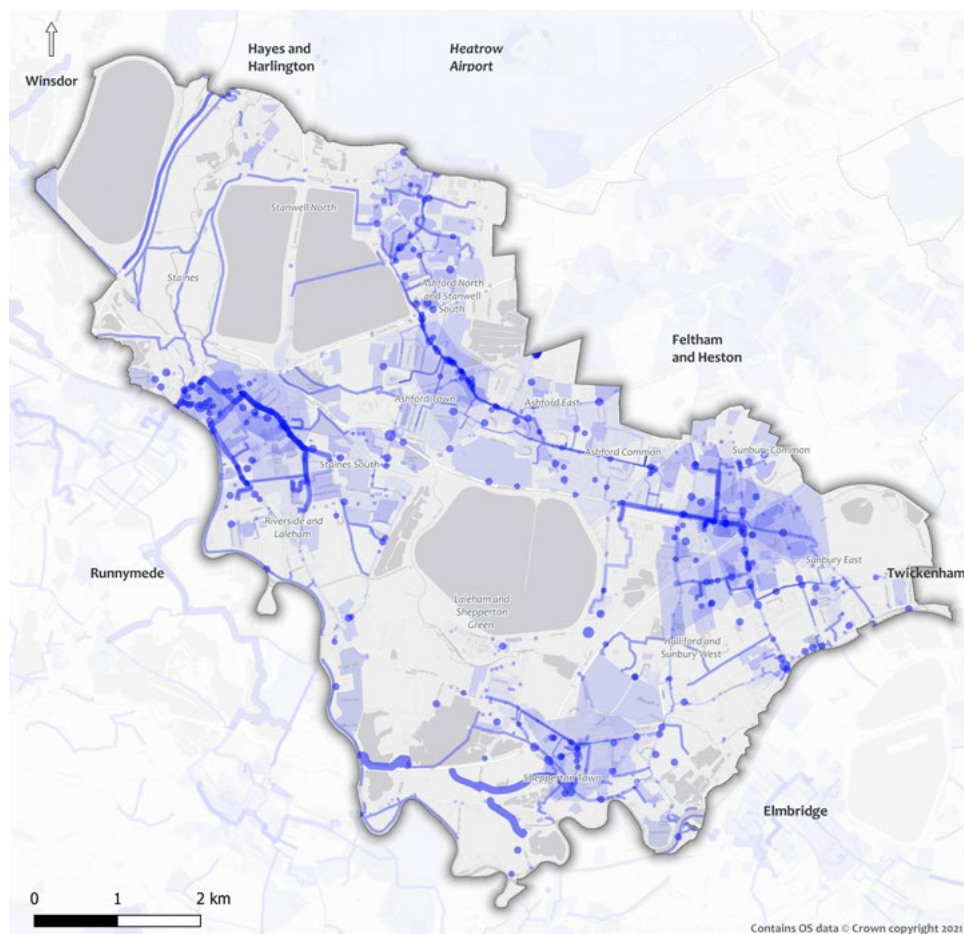 Hayes and
Harlington
Heatrow
Airport
Winsdor
Stanwell North
Staines
Ashford North
and Stanwell
South
Feltham
and Heston
Ashford Town
Ashford East
Ashford Common
Sunbury Common
Staines South
Riverside and
Laleham
Sunbury East
Runnymede
Twickenham
Laleham and
Shepperton
Green
Halliford and
Sunbury West
Shepperton Town
Elmbridge
0 1 2 km
Contains OS data © Crown copyright 2021